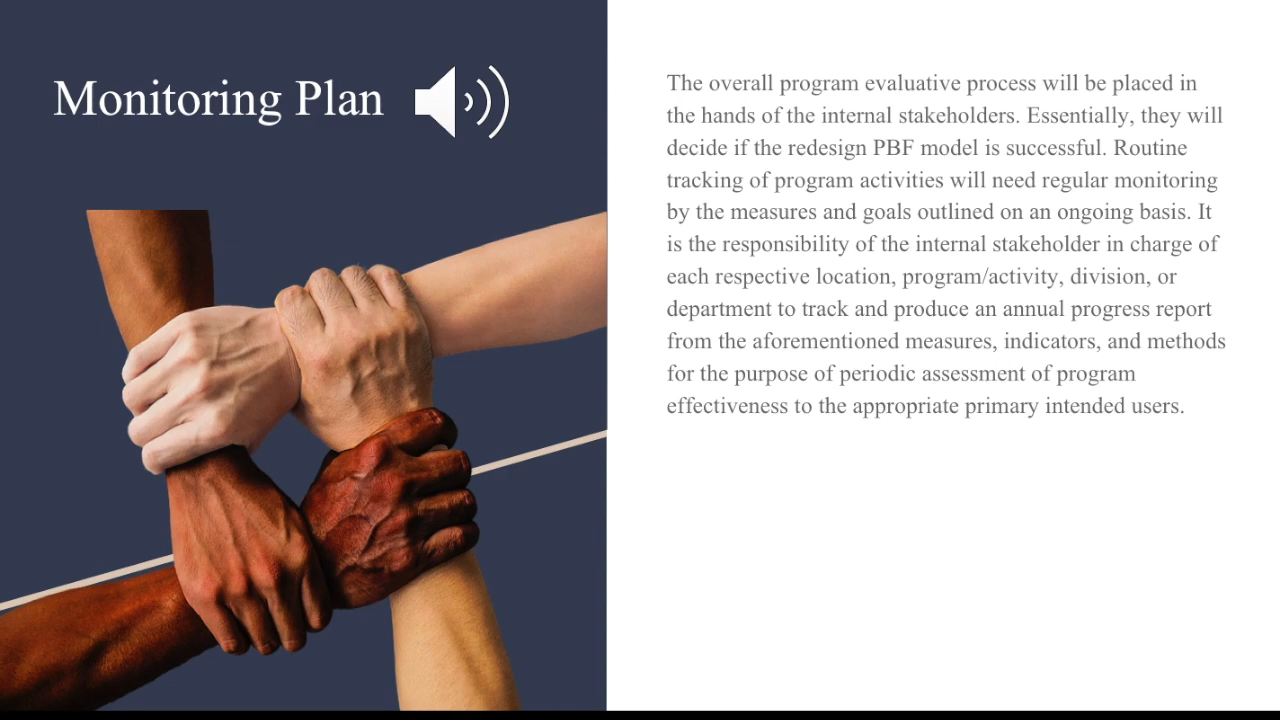 Monitoring Plan
The overall program evaluative process will be placed in
the hands of the internal stakeholders. Essentially, they will
decide if the redesign PBF model is successful. Routine
tracking of program activities will need regular monitoring
by the measures and goals outlined on an ongoing basis. It
is the responsibility of the internal stakeholder in charge of
each respective location, program/activity, division, or
department to track and produce an annual progress report
from the aforementioned measures, indicators, and methods
for the purpose of periodic assessment of program
effectiveness to the appropriate primary intended users.